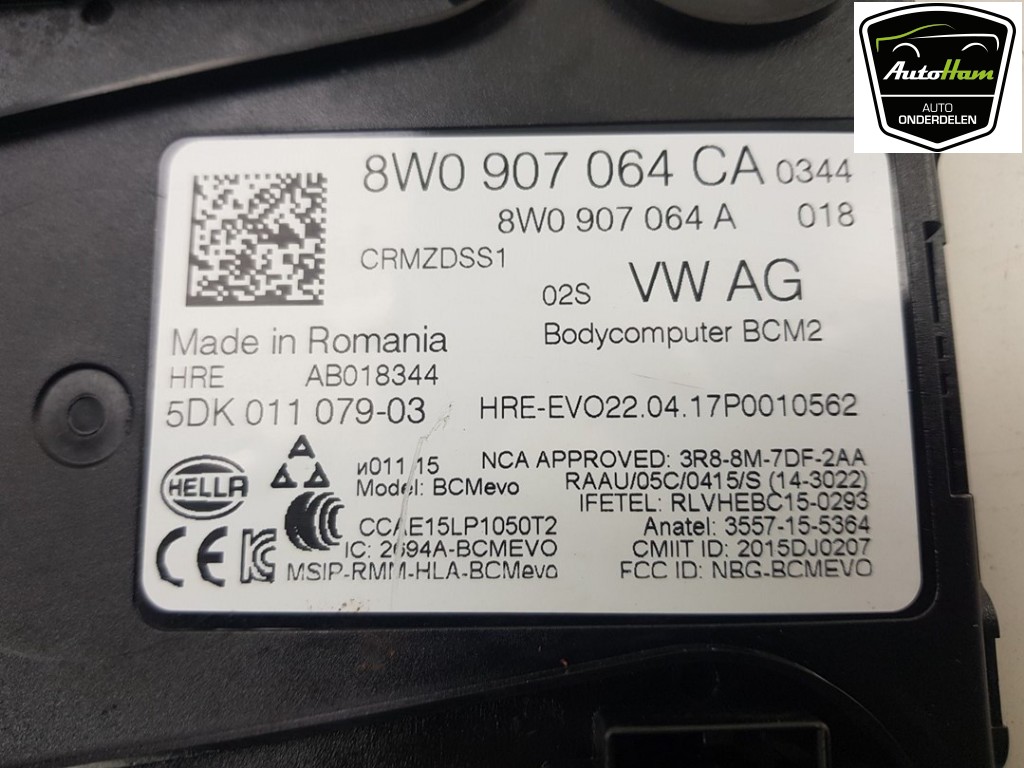 AutoHam
AUTO
ONDERDELEN
8W0 907 064 CA 0344
8W0 907 064 A 018
CRMZDSS1
02S VW AG
Bodycomputer BCM2
Made in Romania
HRE AB018344
5DK 011 079-03 HRE-EVO22.04.17P0010562
HELLA
A
и011 15
Model: BCMevo
CCAE15LP1050T2
IC: 2694A-BCMEVO
MSIP-RMM-HLA-BCMevo
NCA APPROVED: 3R8-8M-7DF-2AA
RAAU/05C/0415/S (14-3022)
IFETEL: RLVHEBC15-0293
Anatel: 3557-15-5364
CMIIT ID: 2015DJ0207
FCC ID: NBG-BCMEVO
CE